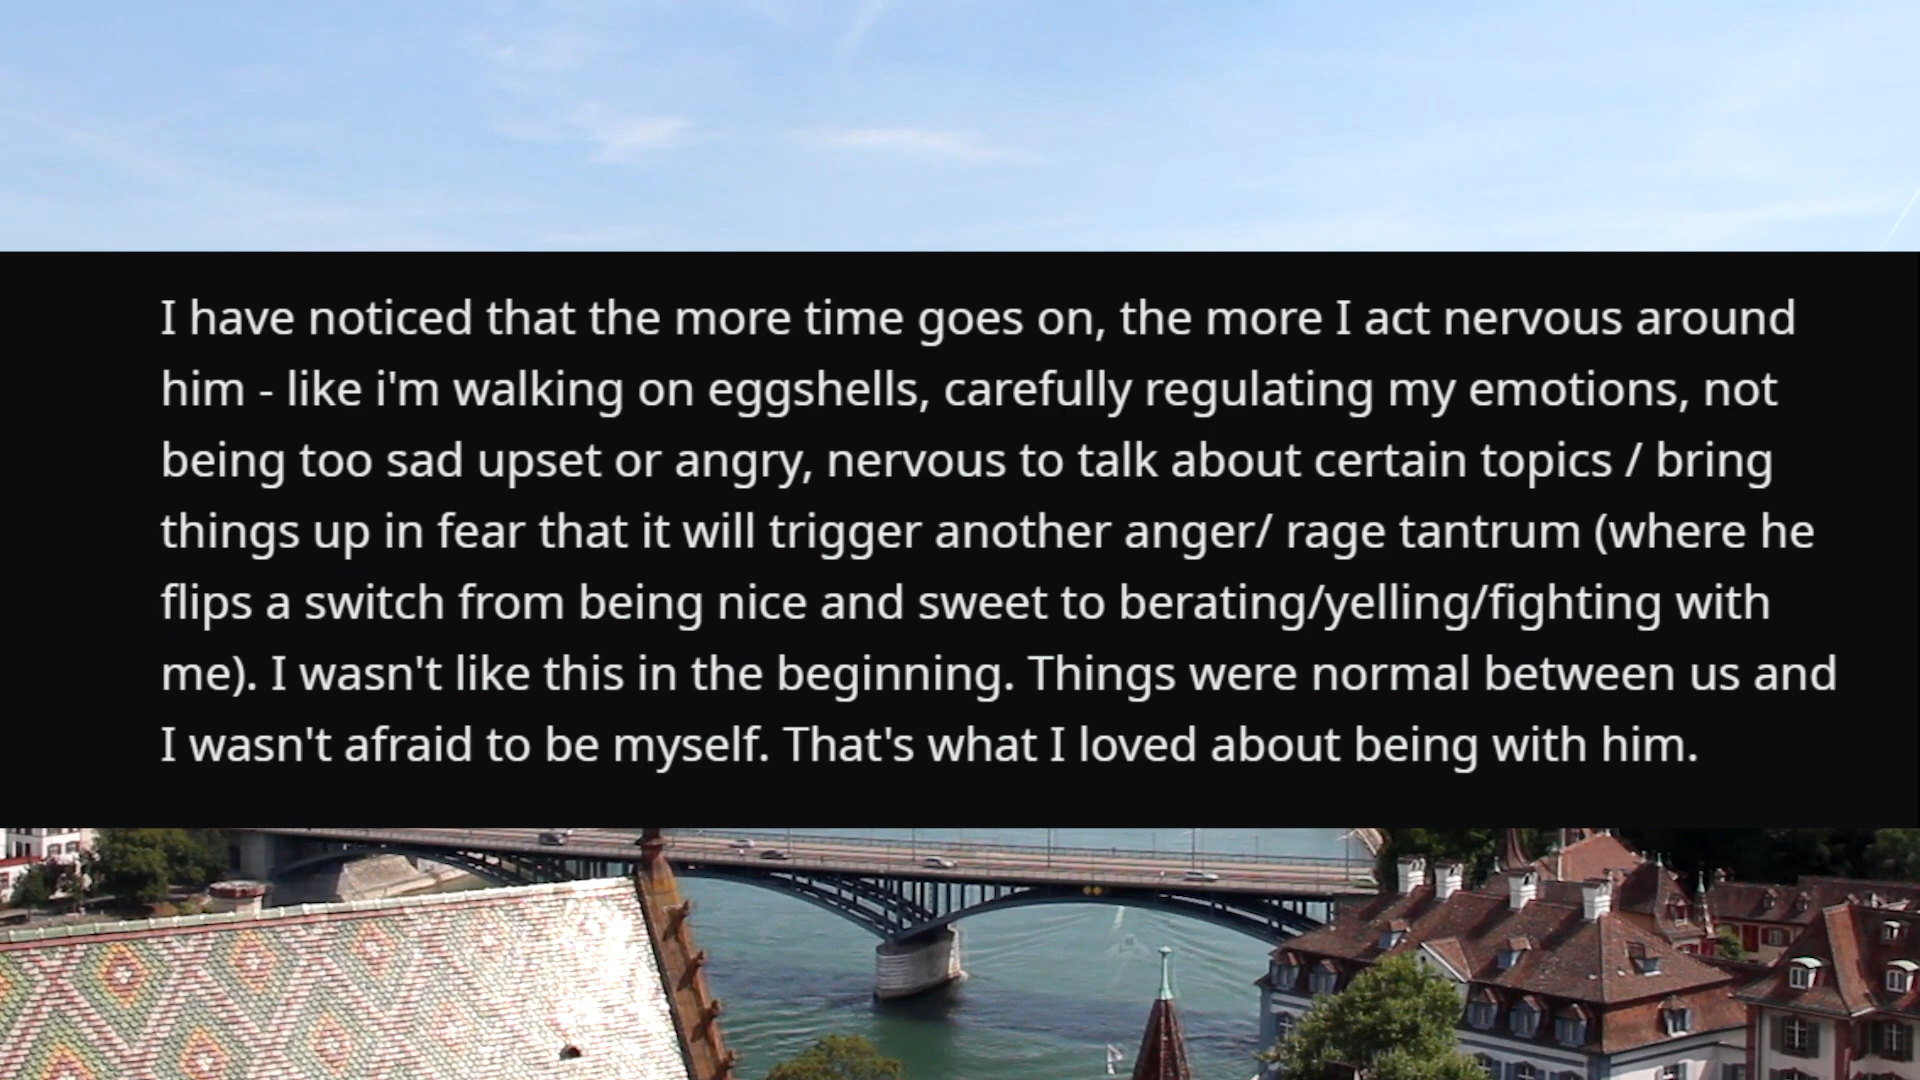 I have noticed that the more time goes on, the more I act nervous around
him - like i'm walking on eggshells, carefully regulating my emotions, not
being too sad upset or angry, nervous to talk about certain topics / bring
things up in fear that it will trigger another anger/ rage tantrum (where he
flips a switch from being nice and sweet to berating/yelling/fighting with
me). I wasn't like this in the beginning. Things were normal between us and
I wasn't afraid to be myself. That's what I loved about being with him.